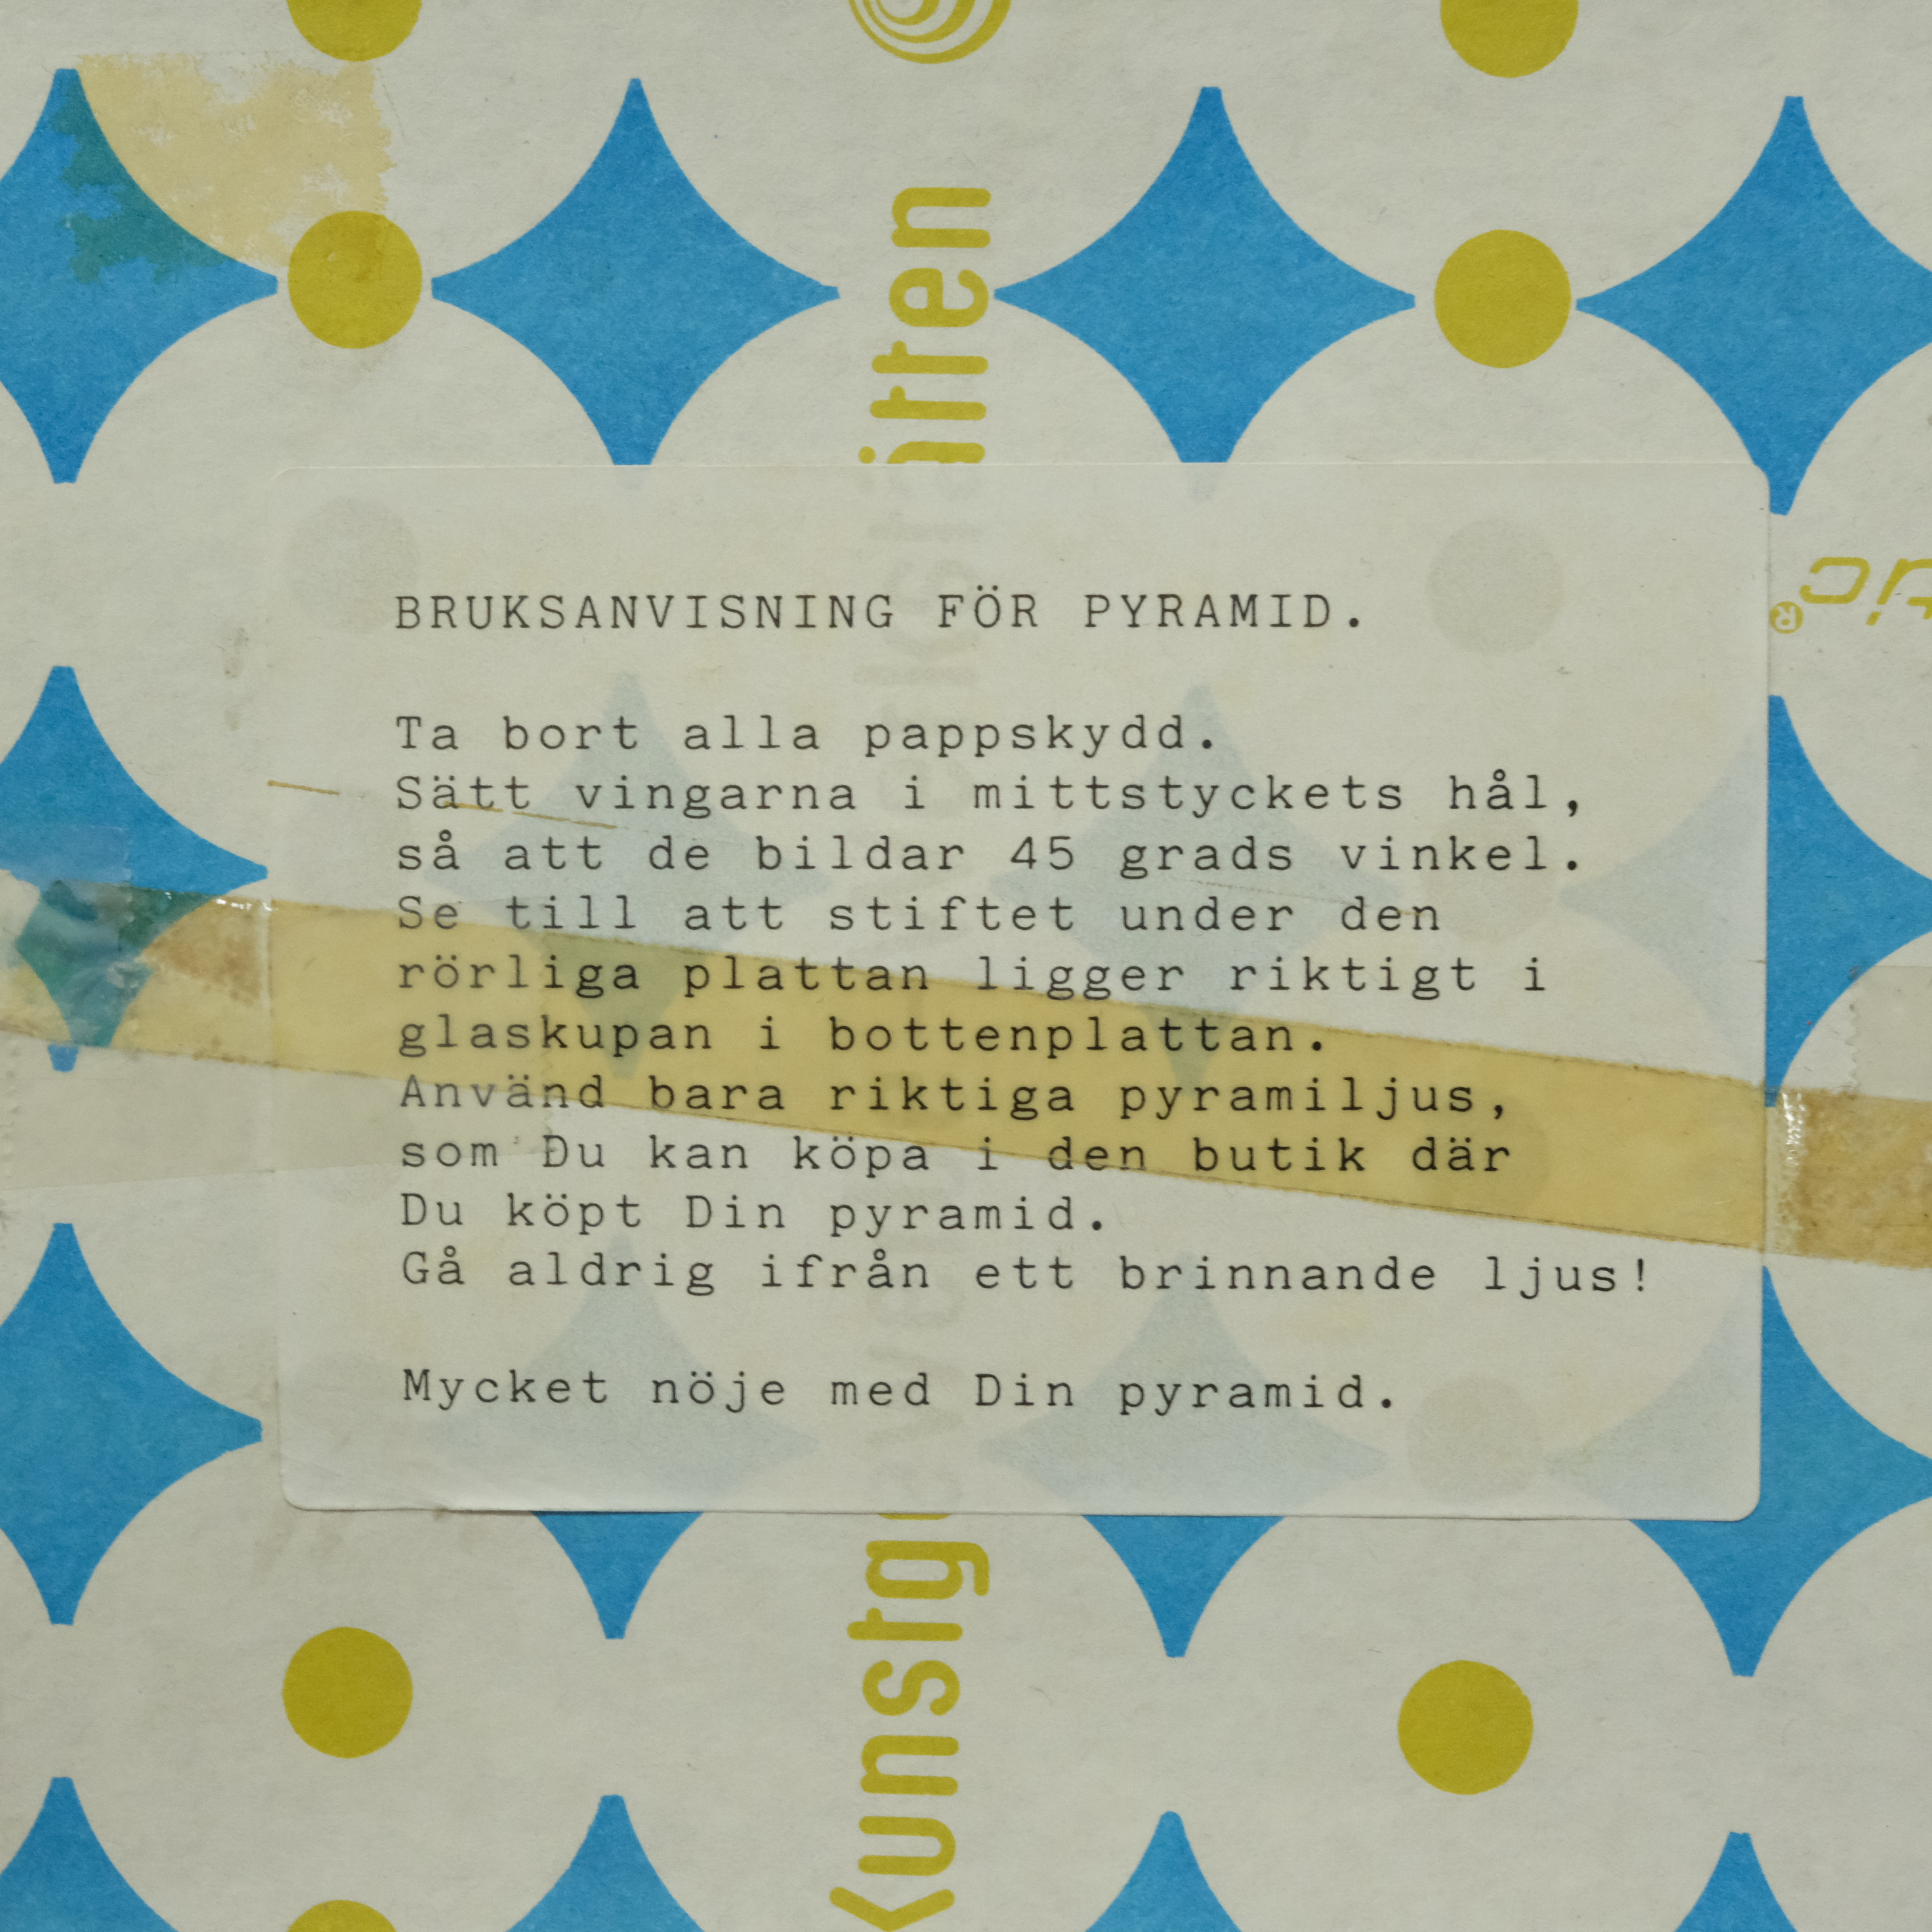 BRUKSANVISNING FÖR PYRAMID.
Ta bort alla pappskydd.
Sätt vingarna i mittstyckets hål,
så att de bildar 45 grads vinkel.
Se till att stiftet under den
rörliga plattan ligger riktigt i
glaskupan i bottenplattan.
Använd bara riktiga pyramiljus,
som Du kan köpa i den butik där
Du köpt Din pyramid.
Gå aldrig ifrån ett brinnande ljus!
Mycket nöje med Din pyramid.